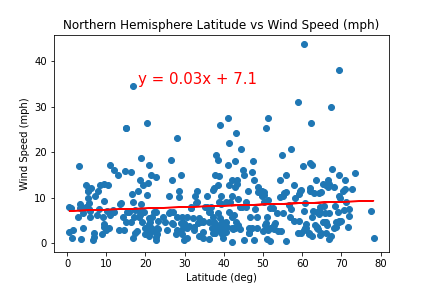 Northern Hemisphere Latitude vs Wind Speed (mph)
y = 0.03x + 7.1
Wind Speed (mph)
40
30
20
10
0
0 10 20 30 40 50 60 70 80
Latitude (deg)